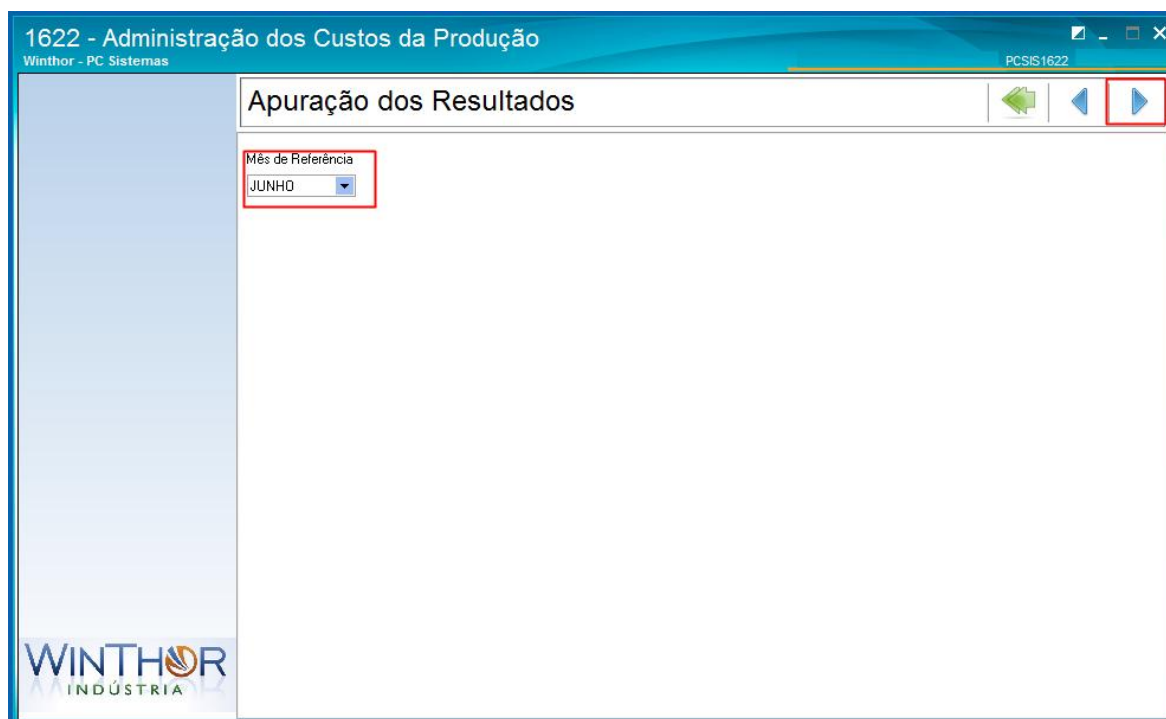 1622 - Administração dos Custos da Produção
Winthor - PC Sistemas
PCSIS1622
Apuração dos Resultados
Mês de Referência
JUNHO
WINTHOR
INDÚSTRIA